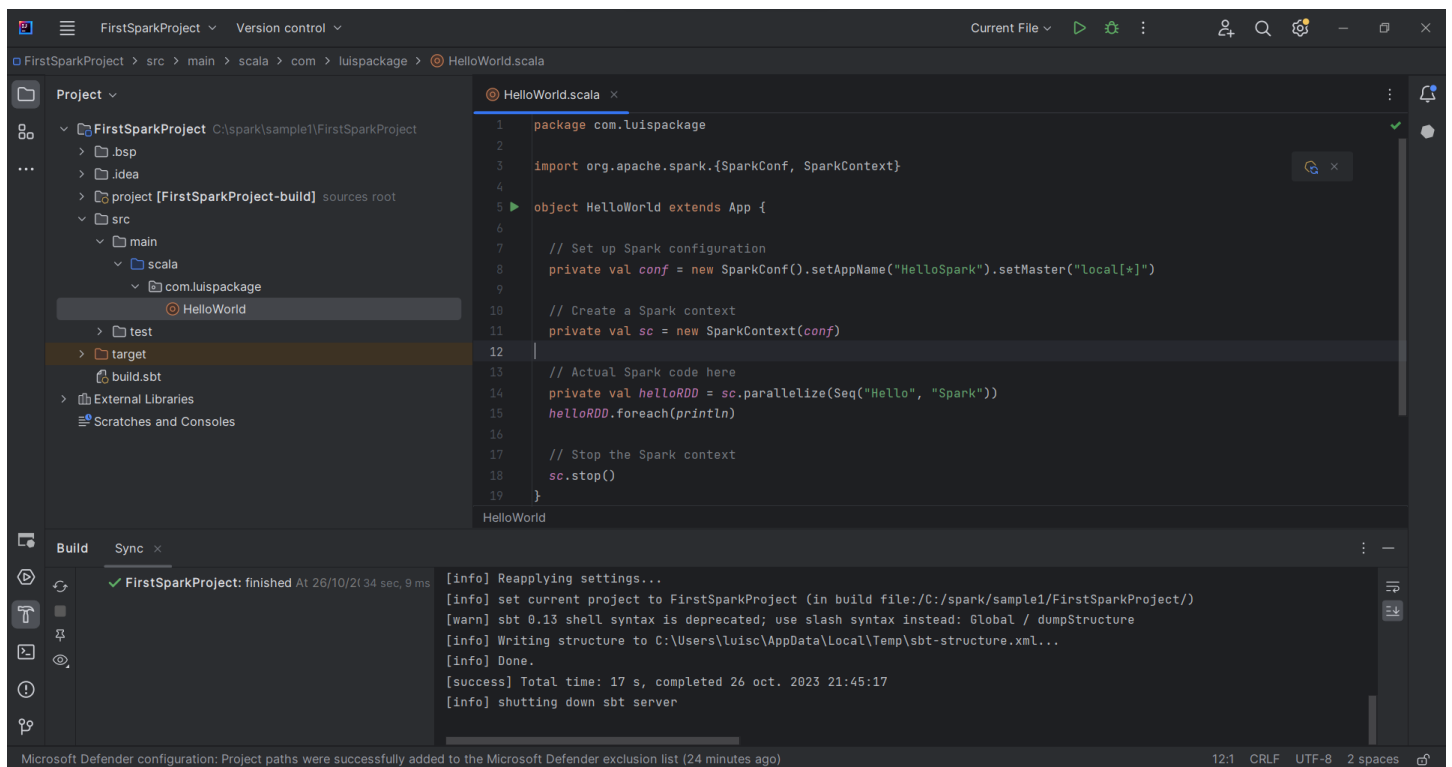 FirstSparkProject Version control Current File
FirstSparkProject > src > main > scala > com > luispackage > HelloWorld.scala
Project
FirstSparkProject C:\spark\sample1\FirstSparkProject
.bsp
.idea
project [FirstSparkProject-build] sources root
src
main
scala
com.luispackage
HelloWorld
test
target
build.sbt
External Libraries
Scratches and Consoles
HelloWorld.scala
1 package com.luispackage
2
3 import org.apache.spark.{SparkConf, SparkContext}
4
5 object HelloWorld extends App {
6
7 // Set up Spark configuration
8 private val conf = new SparkConf().setAppName("HelloSpark").setMaster("local[*]")
9
10 // Create a Spark context
11 private val sc = new SparkContext(conf)
12
13 // Actual Spark code here
14 private val helloRDD = sc.parallelize(Seq("Hello", "Spark"))
15 helloRDD.foreach(println)
16
17 // Stop the Spark context
18 sc.stop()
19 }
HelloWorld
Build Sync
FirstSparkProject: finished At 26/10/2( 34 sec, 9 ms
[info] Reapplying settings...
[info] set current project to FirstSparkProject (in build file:/C:/spark/sample1/FirstSparkProject/)
[warn] sbt 0.13 shell syntax is deprecated; use slash syntax instead: Global / dumpStructure
[info] Writing structure to C:\Users\luisc\AppData\Local\Temp\sbt-structure.xml...
[info] Done.
[success] Total time: 17 s, completed 26 oct. 2023 21:45:17
[info] shutting down sbt server
Microsoft Defender configuration: Project paths were successfully added to the Microsoft Defender exclusion list (24 minutes ago) 12:1 CRLF UTF-8 2 spaces